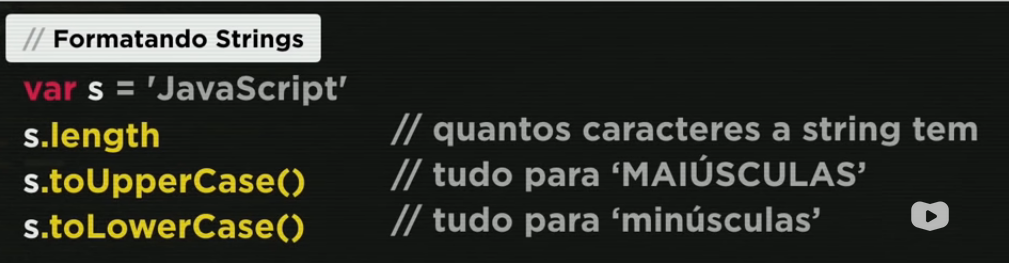 // Formatando Strings
var s = 'JavaScript'
s.length // quantos caracteres a string tem
s.toUpperCase() // tudo para ‘MAIÚSCULAS’
s.toLowerCase() // tudo para ‘minúsculas’